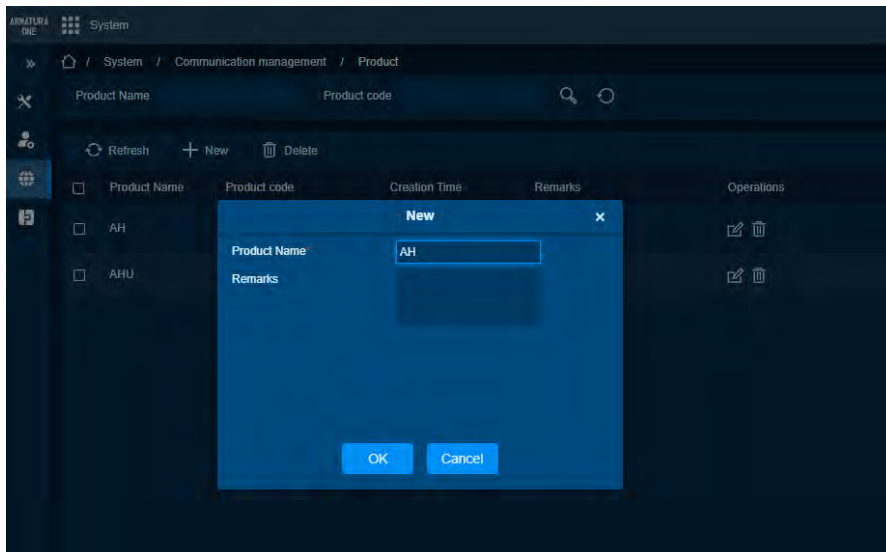 ARMATURA
ONE
System
/ System / Communication management / Product
Product Name Product code
Refresh New Delete
Product Name Product code Creation Time Remarks Operations
New
AH
Product Name AH
Remarks
AHU
OK Cancel